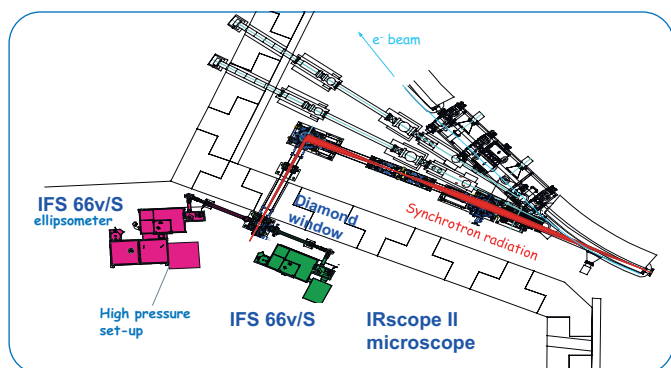 e⁻ beam
IFS 66v/S
ellipsometer
Diamond
window
Synchrotron radiation
High pressure
set-up
IFS 66v/S
IRscope II
microscope